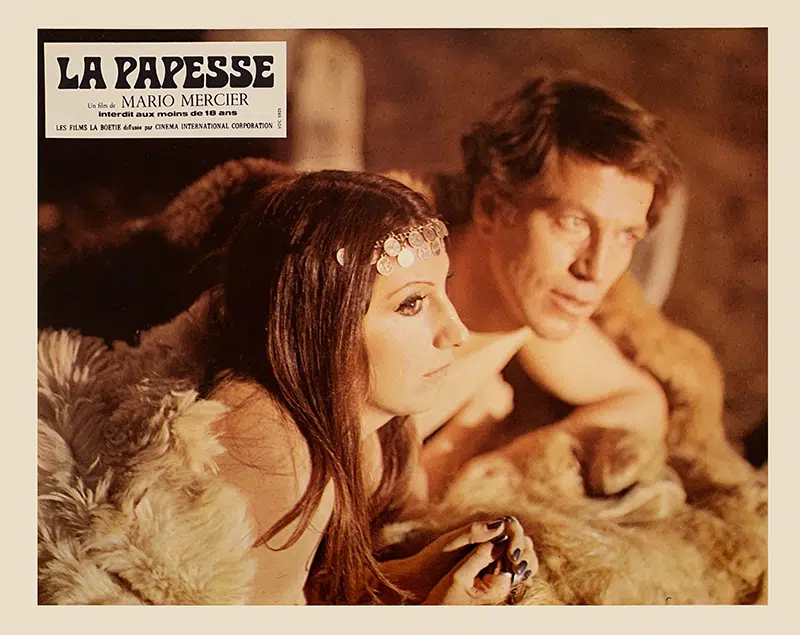 LA PAPESSE
Un film de MARIO MERCIER
interdit aux moins de 18 ans
LES FILMS LA BOETIE diffusée par CINEMA INTERNATIONAL CORPORATION